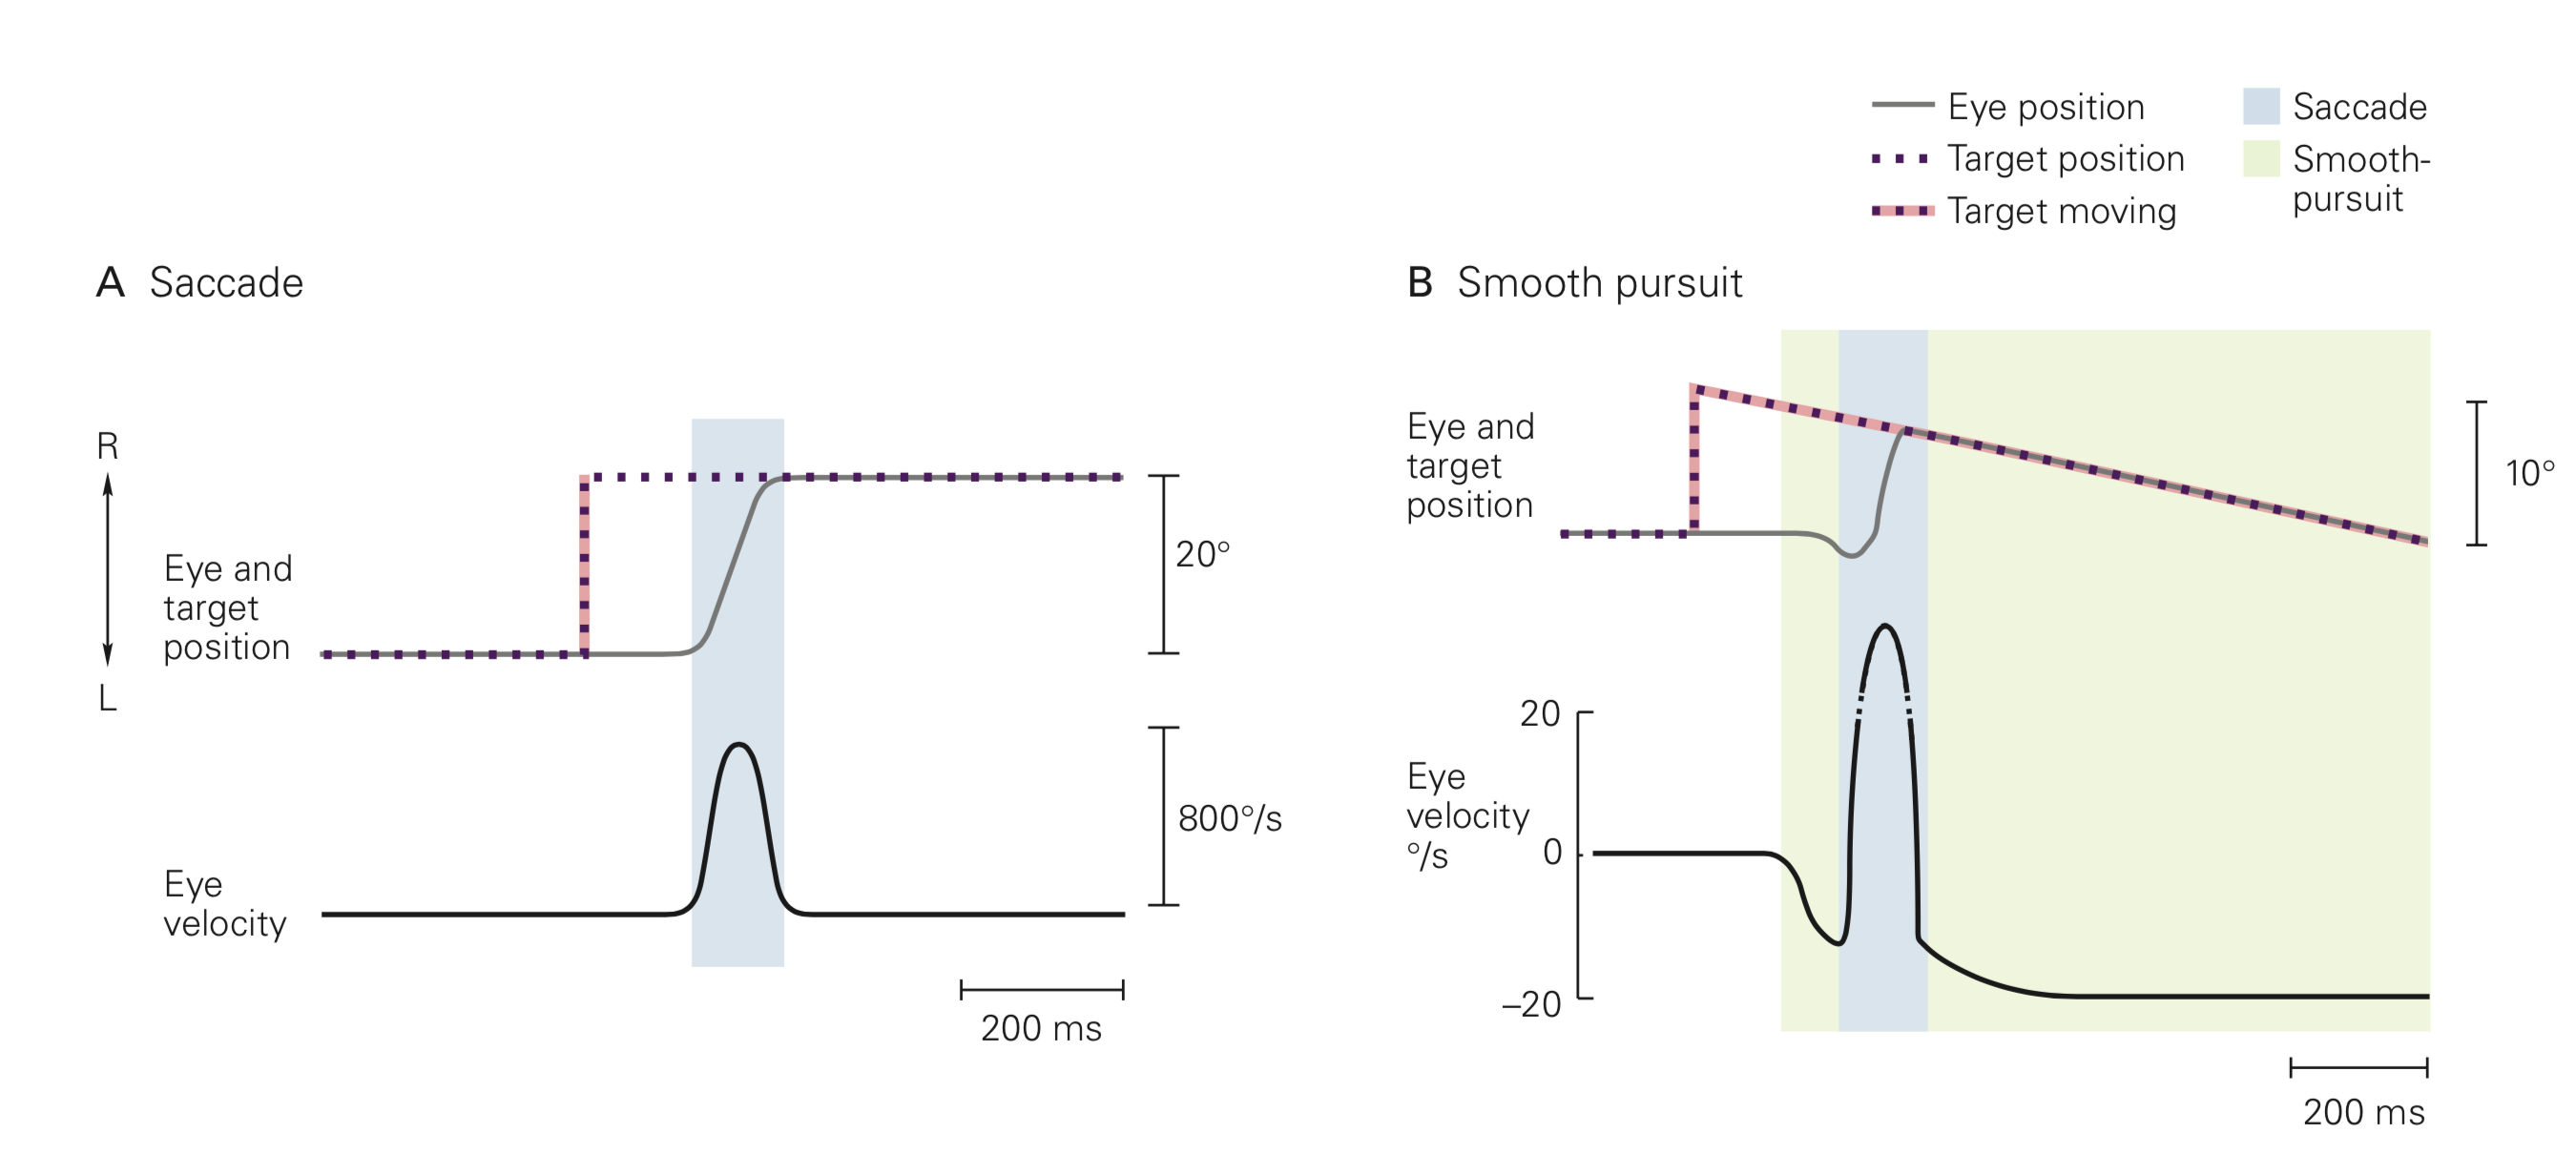 Eye position
Target position
Target moving
Saccade
Smooth-
pursuit
A Saccade
R
L
Eye and
target
position
20°
Eye
velocity
800°/s
200 ms
B Smooth pursuit
Eye and
target
position
10°
Eye
velocity
°/s
20
0
–20
200 ms